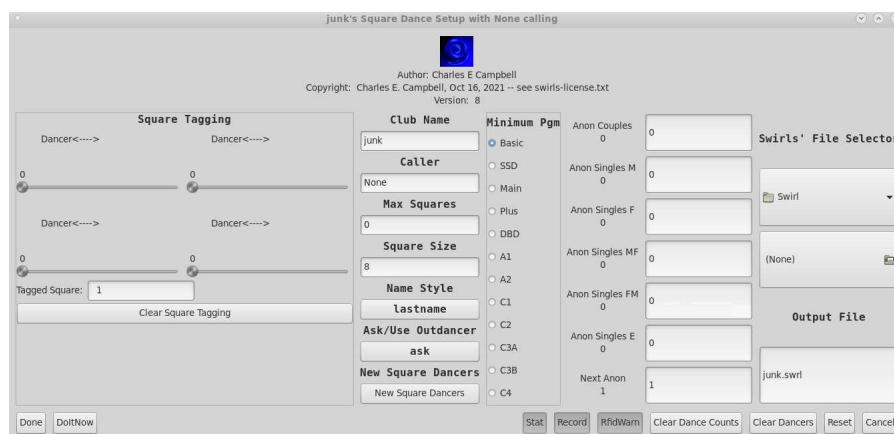 junk's Square Dance Setup with None calling
Author: Charles E Campbell
Copyright: Charles E. Campbell, Oct 16, 2021 -- see swirls-license.txt
Version: 8
Square Tagging
Dancer<---->
Dancer<---->
0
0
Dancer<---->
Dancer<---->
0
0
Tagged Square:
1
Clear Square Tagging
Club Name
junk
Caller
None
Max Squares
0
Square Size
8
Name Style
lastname
Ask/Use Outdancer
ask
New Square Dancers
New Square Dancers
Minimum Pgm
Basic
SSD
Main
Plus
DBD
A1
A2
C1
C2
C3A
C3B
C4
Anon Couples
0
0
Anon Singles M
0
0
Anon Singles F
0
0
Anon Singles MF
0
0
Anon Singles FM
0
0
Anon Singles E
0
0
Next Anon
1
1
Swirls' File Selector
Swirl
(None)
Output File
junk.swrl
Done
DoItNow
Stat
Record
RfidWarn
Clear Dance Counts
Clear Dancers
Reset
Cancel